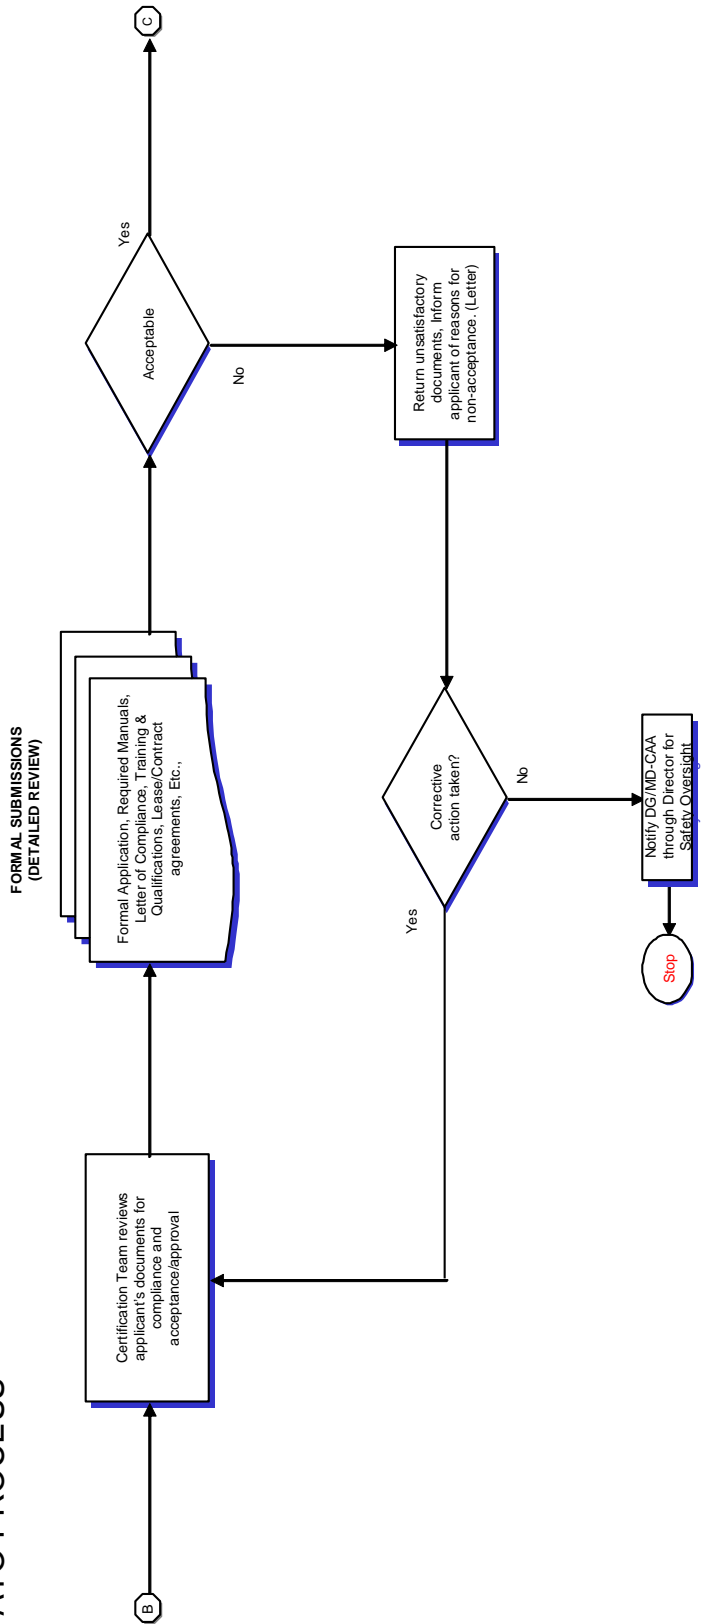 ATO PROCESS
FORMAL SUBMISSIONS
(DETAILED REVIEW)
B
Certification Team reviews
applicant's documents for
compliance and
acceptance/approval
Formal Application, Required Manuals,
Letter of Compliance, Training &
Qualifications, Lease/Contract
agreements, Etc.,
Acceptable
Yes
C
No
Return unsatisfactory
documents, Inform
applicant of reasons for
non-acceptance. (Letter)
Corrective
action taken?
Yes
No
Notify DG/MD-CAA
through Director for
Safety Oversight
Stop